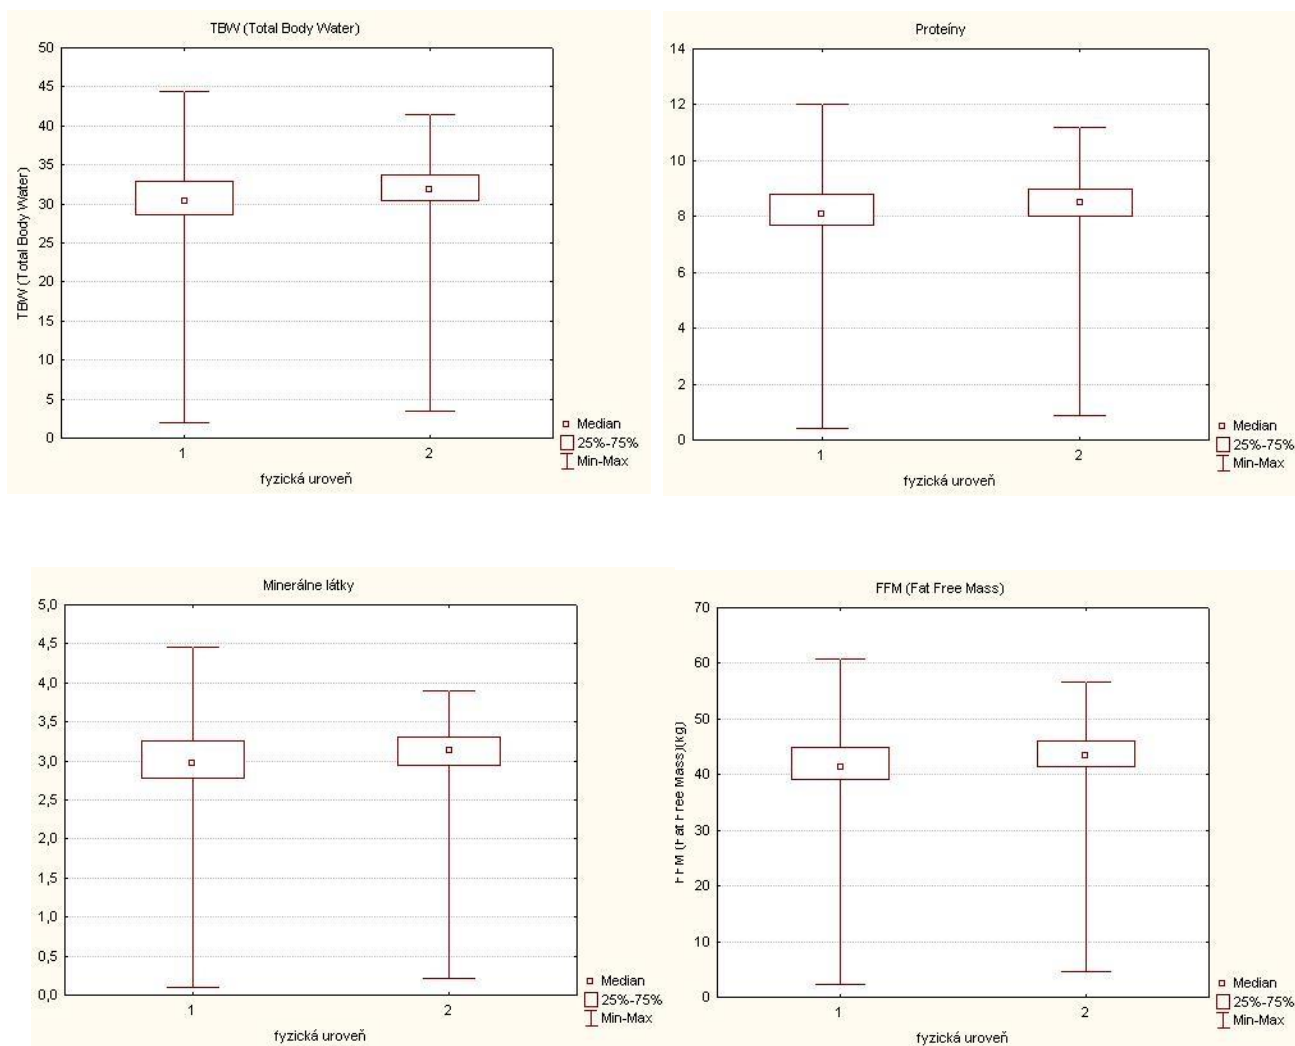 TBW (Total Body Water)
50
45
40
35
30
25
20
15
10
5
0
TBW (Total Body Water)
1
2
fyzická uroveň
Median
25%-75%
Min-Max
Proteíny
14
12
10
8
6
4
2
0
1
2
fyzická uroveň
Median
25%-75%
Min-Max
Minerálne látky
5,0
4,5
4,0
3,5
3,0
2,5
2,0
1,5
1,0
0,5
0,0
1
2
fyzická uroveň
Median
25%-75%
Min-Max
FFM (Fat Free Mass)
70
60
50
40
30
20
10
0
FFM (Fat Free Mass)(kg)
1
2
fyzická uroveň
Median
25%-75%
Min-Max